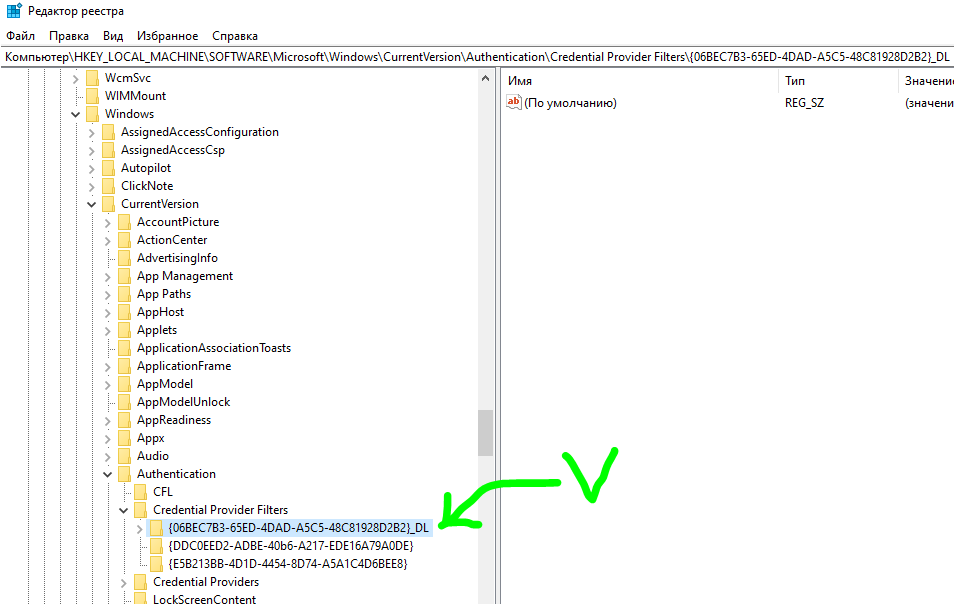 Редактор реестра
Файл Правка Вид Избранное Справка
Компьютер\HKEY_LOCAL_MACHINE\SOFTWARE\Microsoft\Windows\CurrentVersion\Authentication\Credential Provider Filters\{06BEC7B3-65ED-4DAD-A5C5-48C81928D2B2}_DL
WcmSvc
WIMMount
Windows
AssignedAccessConfiguration
AssignedAccessCsp
Autopilot
ClickNote
CurrentVersion
AccountPicture
ActionCenter
AdvertisingInfo
App Management
App Paths
AppHost
Applets
ApplicationAssociationToasts
ApplicationFrame
AppModel
AppModelUnlock
AppReadiness
Appx
Audio
Authentication
CFL
Credential Provider Filters
{06BEC7B3-65ED-4DAD-A5C5-48C81928D2B2}_DL
{DDC0EED2-ADBE-40b6-A217-EDE16A79A0DE}
{E5B213BB-4D1D-4454-8D74-A5A1C4D6BEE8}
Credential Providers
LockScreenContent
Имя Тип Значени
ab (По умолчанию) REG_SZ (значени
V